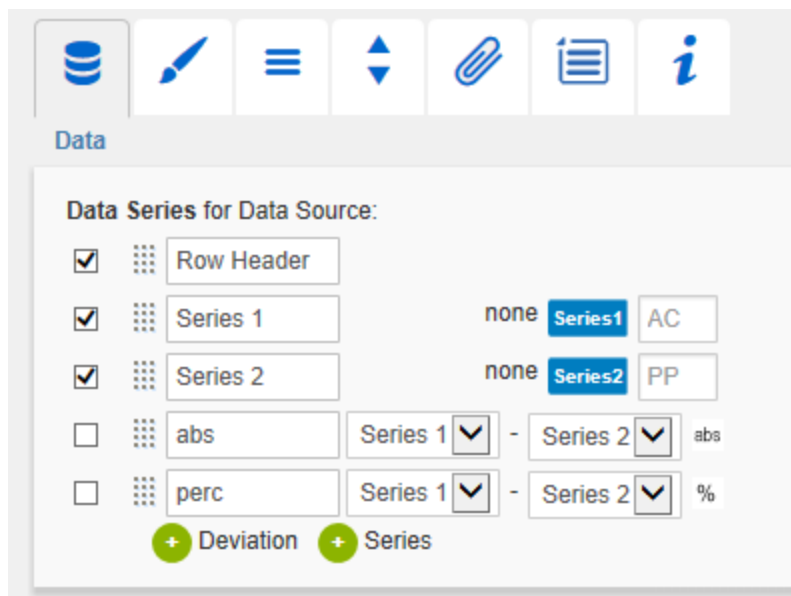 Data
Data Series for Data Source:
Row Header
Series 1 none Series1 AC
Series 2 none Series2 PP
abs Series 1 - Series 2 abs
perc Series 1 - Series 2 %
+ Deviation + Series